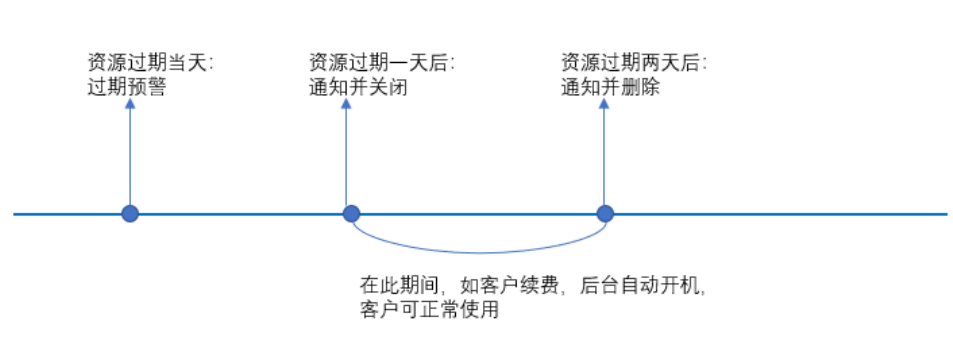 资源过期当天：
过期预警
资源过期一天后：
通知并关闭
资源过期两天后：
通知并删除
在此期间，如客户续费，后台自动开机，
客户可正常使用